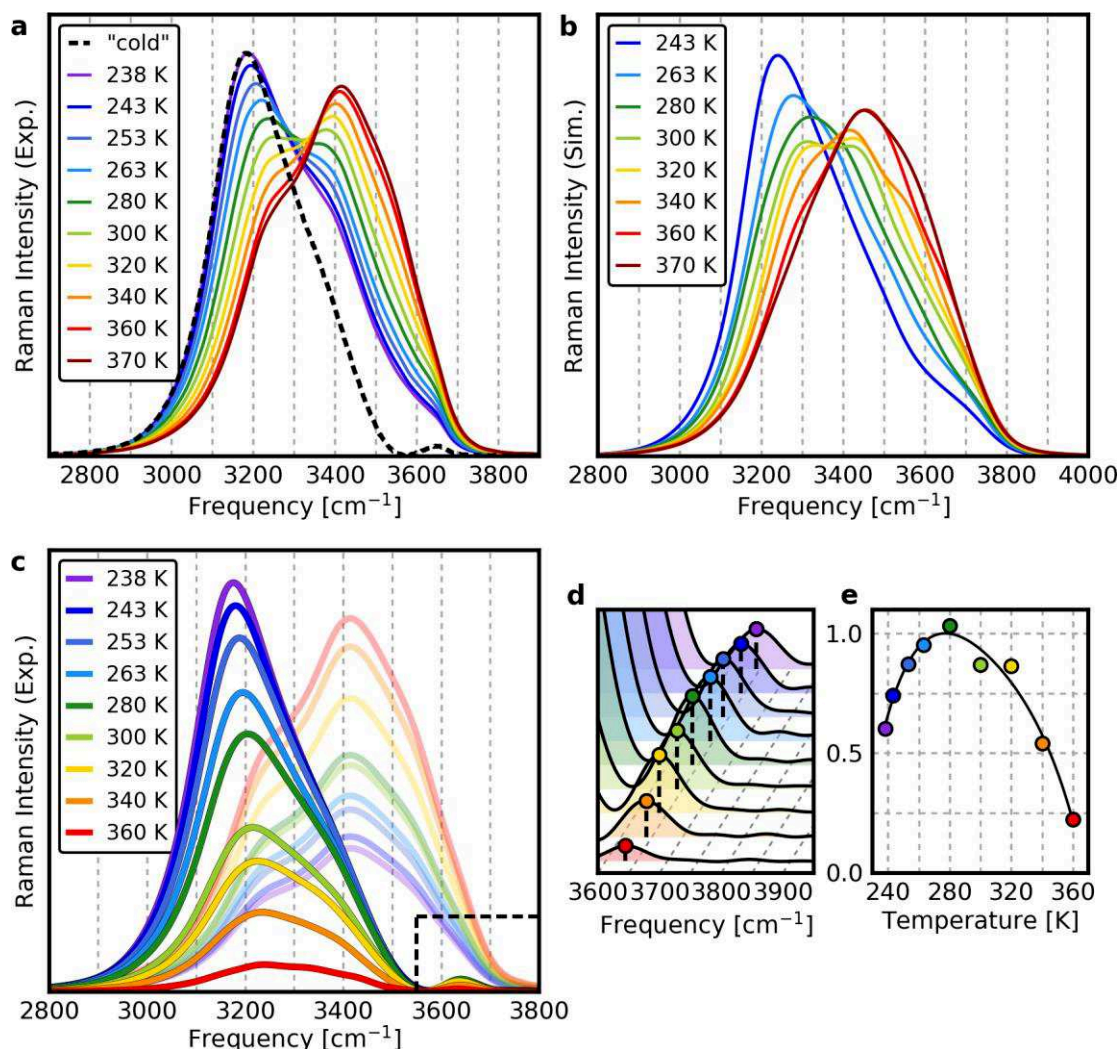 a
"cold"
238 K
243 K
253 K
263 K
280 K
300 K
320 K
340 K
360 K
370 K
Raman Intensity (Exp.)
2800 3000 3200 3400 3600 3800
Frequency [cm⁻¹]
b
243 K
263 K
280 K
300 K
320 K
340 K
360 K
370 K
Raman Intensity (Sim.)
2800 3000 3200 3400 3600 3800 4000
Frequency [cm⁻¹]
c
238 K
243 K
253 K
263 K
280 K
300 K
320 K
340 K
360 K
Raman Intensity (Exp.)
2800 3000 3200 3400 3600 3800
Frequency [cm⁻¹]
d
3600 3700 3800 3900
Frequency [cm⁻¹]
e
1.0
0.5
0.0
240 280 320 360
Temperature [K]